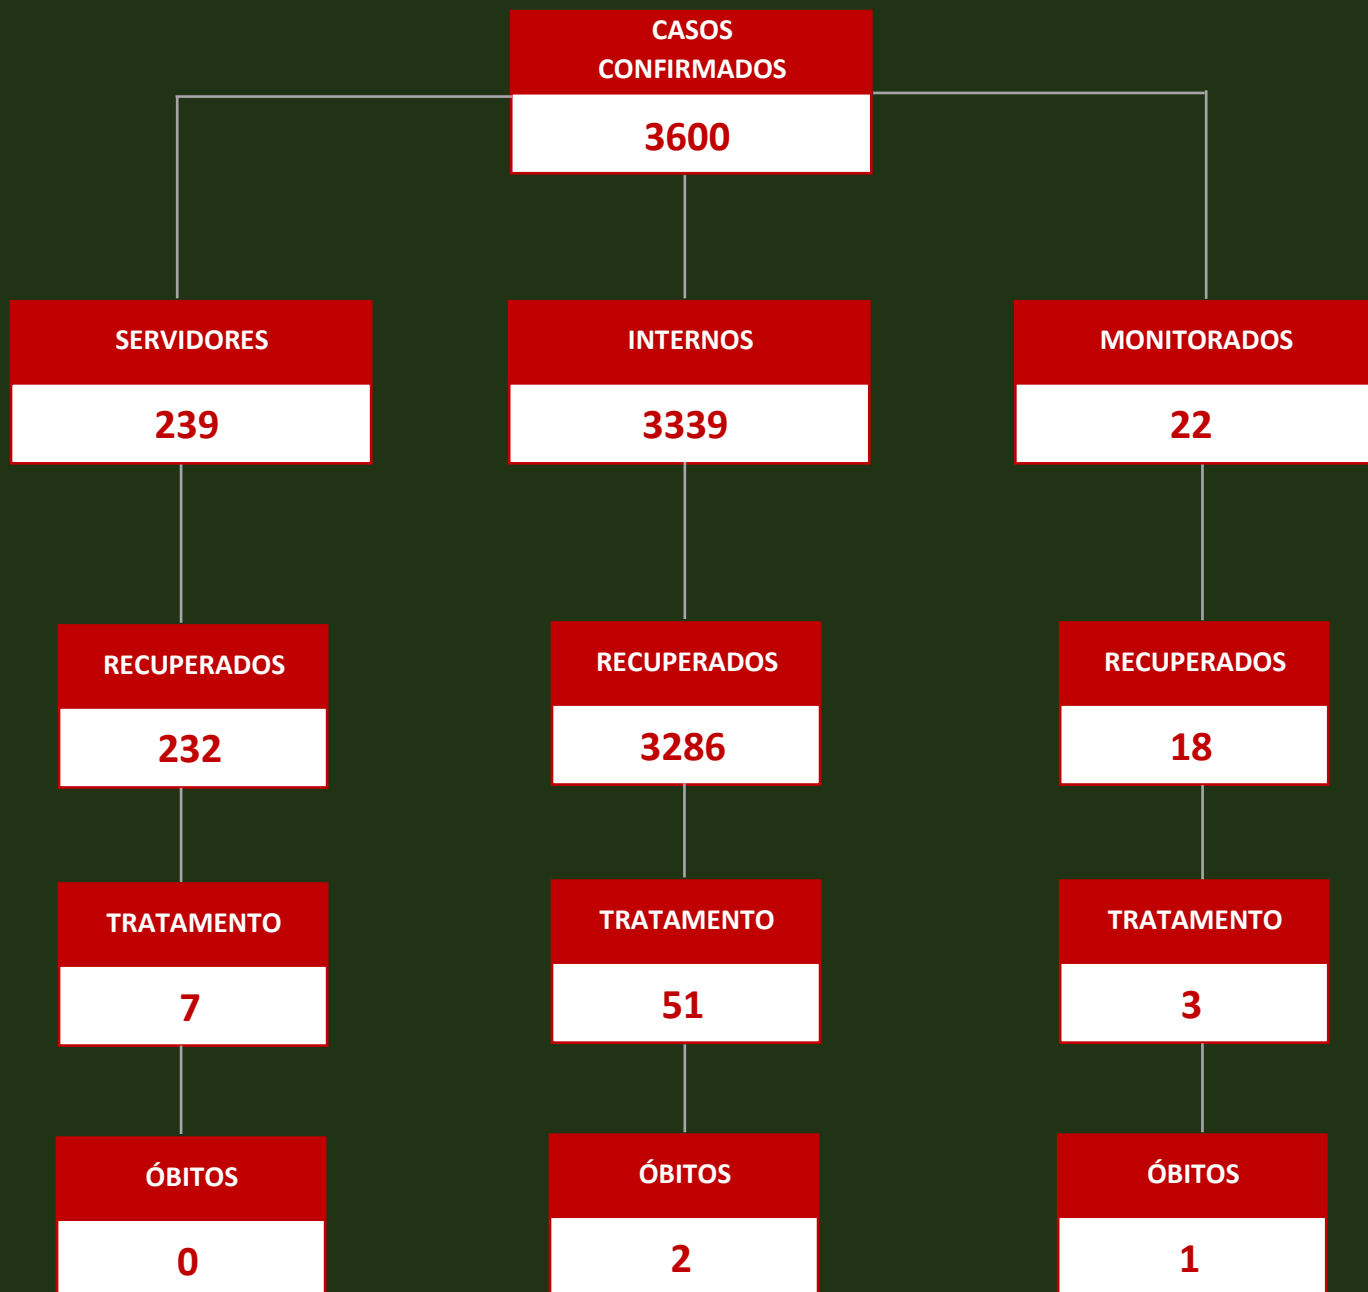 CASOS
CONFIRMADOS
3600
SERVIDORES
INTERNOS
MONITORADOS
239
3339
22
RECUPERADOS
RECUPERADOS
RECUPERADOS
232
3286
18
TRATAMENTO
TRATAMENTO
TRATAMENTO
7
51
3
ÓBITOS
ÓBITOS
ÓBITOS
0
2
1